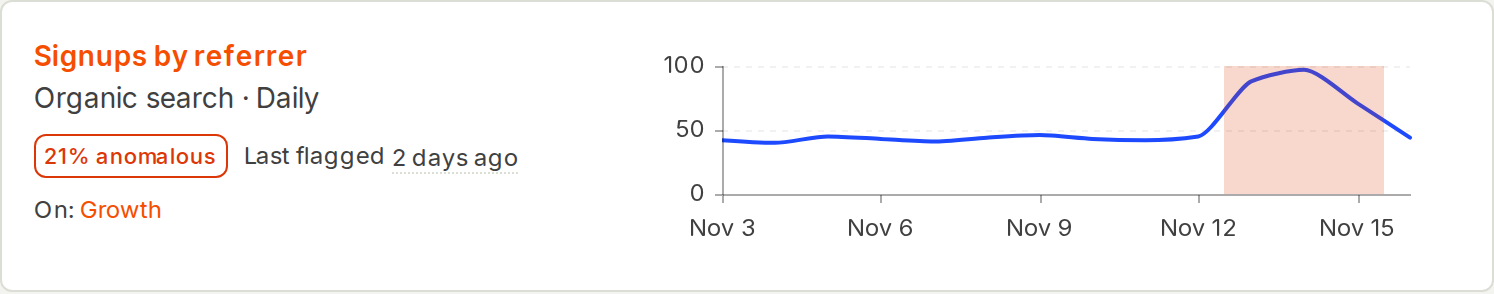 Signups by referrer
Organic search · Daily
21% anomalous Last flagged 2 days ago
On: Growth
100
50
0
Nov 3 Nov 6 Nov 9 Nov 12 Nov 15